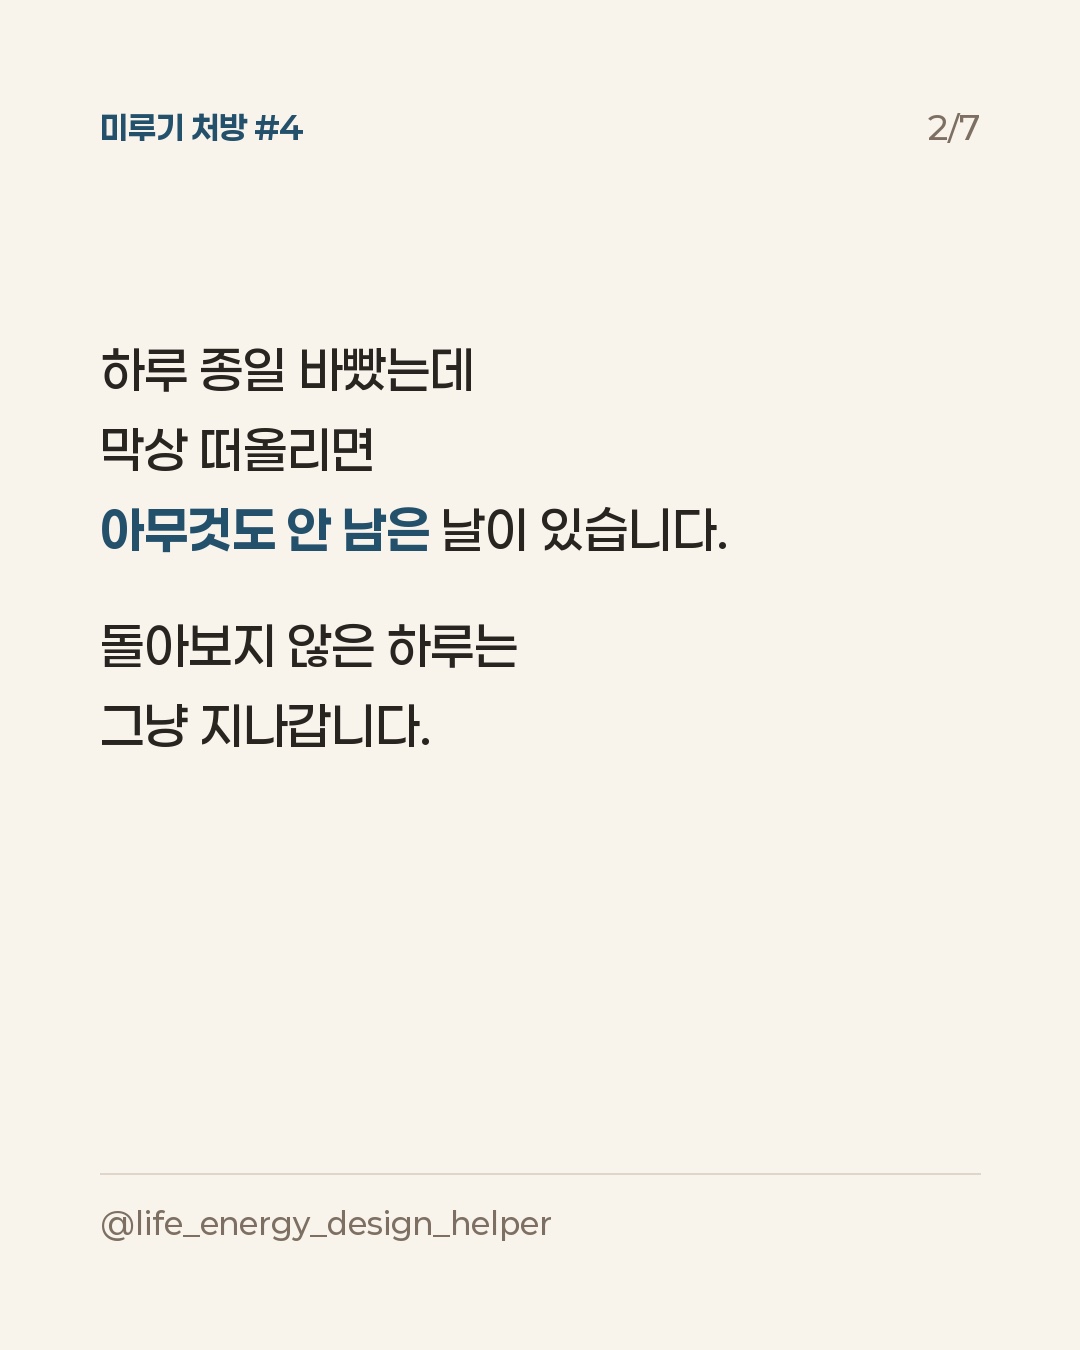 미루기 처방 #4
2/7
하루 종일 바빴는데
막상 떠올리면
아무것도 안 남은 날이 있습니다.
돌아보지 않은 하루는
그냥 지나갑니다.
@life_energy_design_helper